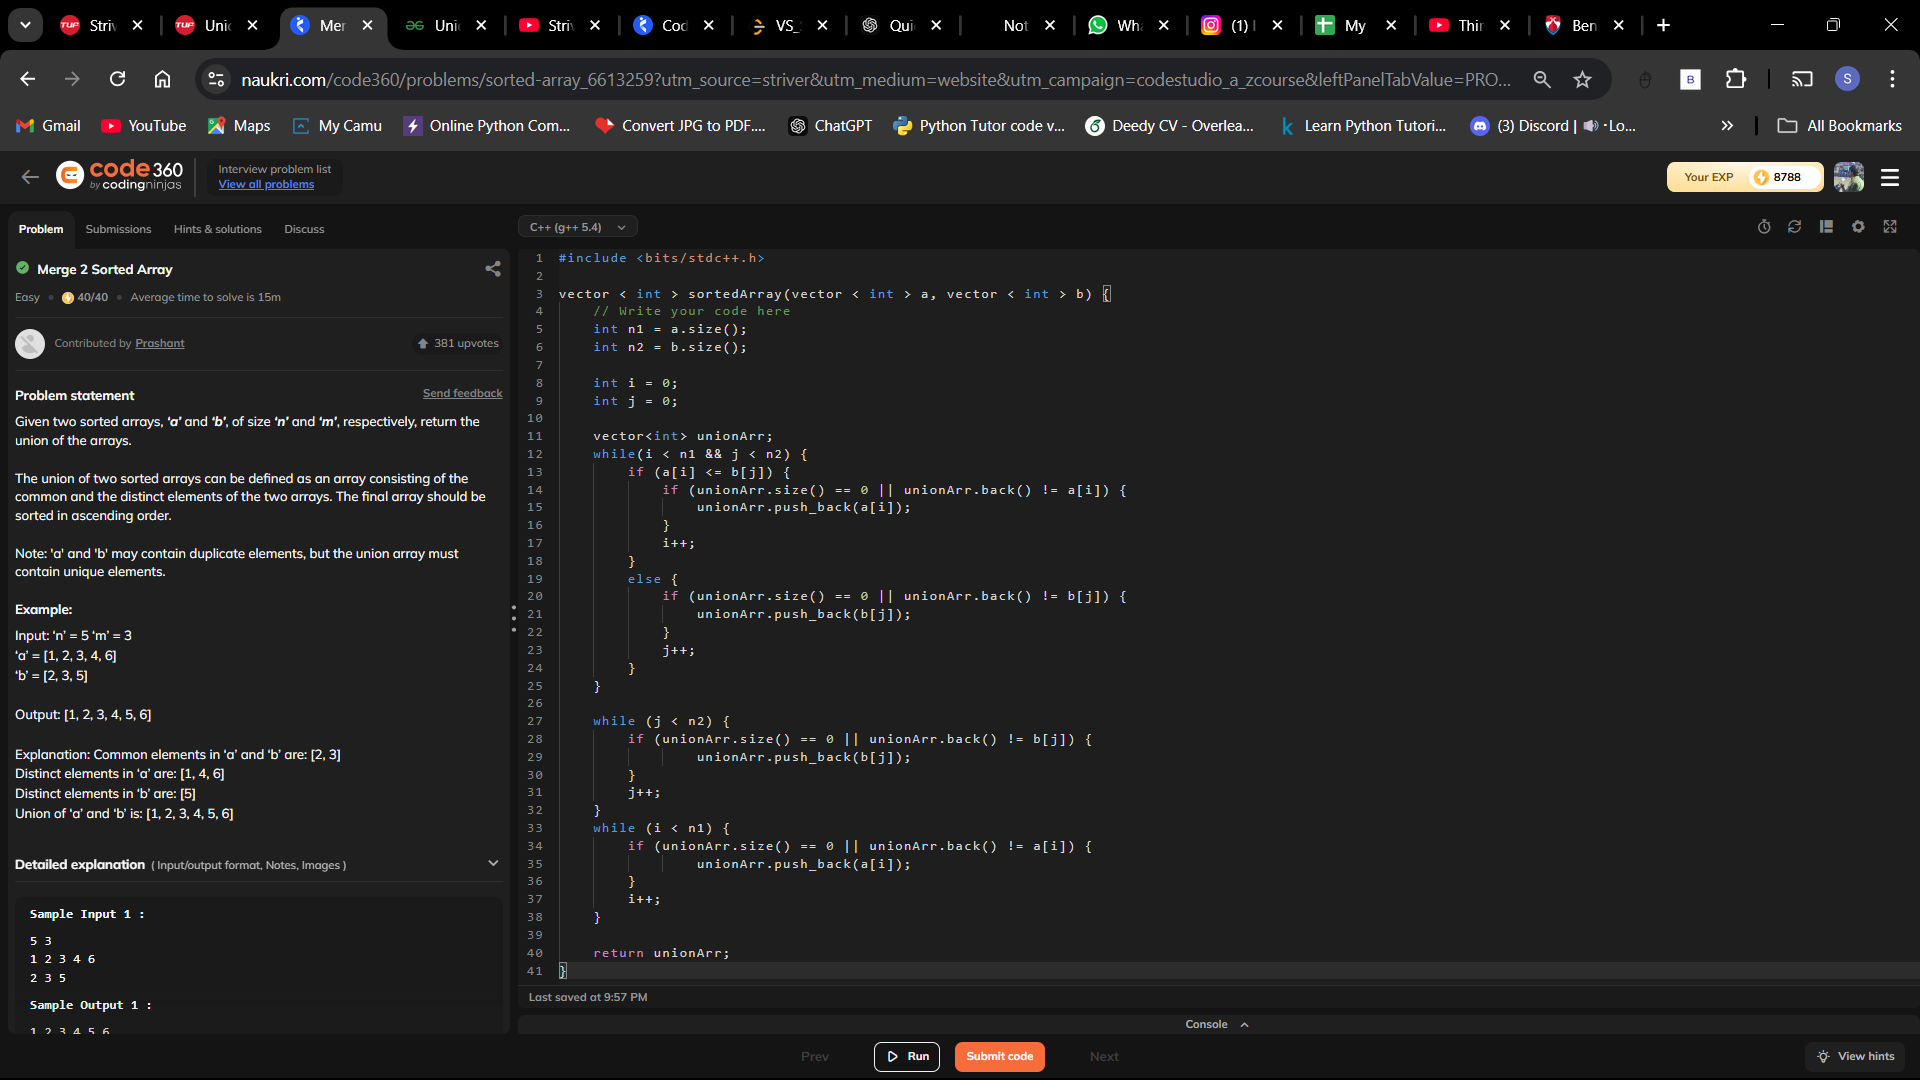 Striv
Unic
Mer
Unic
Striv
Cod
VS_
Qui
Not
Wha
(1) I
My
Thir
Ben
naukri.com/code360/problems/sorted-array_6613259?utm_source=striver&utm_medium=website&utm_campaign=codestudio_a_zcourse&leftPanelTabValue=PRO...
B
S
Gmail
YouTube
Maps
My Camu
Online Python Com...
Convert JPG to PDF....
ChatGPT
Python Tutor code v...
Deedy CV - Overlea...
Learn Python Tutori...
(3) Discord | 🔊 · Lo...
All Bookmarks
code 360
by codingninjas
Interview problem list
View all problems
Your EXP 8788
Problem Submissions Hints & solutions Discuss
C++ (g++ 5.4)
Merge 2 Sorted Array
Easy • 40/40 • Average time to solve is 15m
Contributed by Prashant
381 upvotes
Problem statement
Send feedback
Given two sorted arrays, ‘a’ and ‘b’, of size ‘n’ and ‘m’, respectively, return the
union of the arrays.
The union of two sorted arrays can be defined as an array consisting of the
common and the distinct elements of the two arrays. The final array should be
sorted in ascending order.
Note: 'a' and 'b' may contain duplicate elements, but the union array must
contain unique elements.
Example:
Input: ‘n’ = 5 ‘m’ = 3
‘a’ = [1, 2, 3, 4, 6]
‘b’ = [2, 3, 5]
Output: [1, 2, 3, 4, 5, 6]
Explanation: Common elements in ‘a’ and ‘b’ are: [2, 3]
Distinct elements in ‘a’ are: [1, 4, 6]
Distinct elements in ‘b’ are: [5]
Union of ‘a’ and ‘b’ is: [1, 2, 3, 4, 5, 6]
Detailed explanation ( Input/output format, Notes, Images )
Sample Input 1 :
5 3
1 2 3 4 6
2 3 5
Sample Output 1 :
1 2 3 4 5 6
1 #include <bits/stdc++.h>
2
3 vector < int > sortedArray(vector < int > a, vector < int > b) {
4 // Write your code here
5 int n1 = a.size();
6 int n2 = b.size();
7
8 int i = 0;
9 int j = 0;
10
11 vector<int> unionArr;
12 while(i < n1 && j < n2) {
13 if (a[i] <= b[j]) {
14 if (unionArr.size() == 0 || unionArr.back() != a[i]) {
15 unionArr.push_back(a[i]);
16 }
17 i++;
18 }
19 else {
20 if (unionArr.size() == 0 || unionArr.back() != b[j]) {
21 unionArr.push_back(b[j]);
22 }
23 j++;
24 }
25 }
26
27 while (j < n2) {
28 if (unionArr.size() == 0 || unionArr.back() != b[j]) {
29 unionArr.push_back(b[j]);
30 }
31 j++;
32 }
33 while (i < n1) {
34 if (unionArr.size() == 0 || unionArr.back() != a[i]) {
35 unionArr.push_back(a[i]);
36 }
37 i++;
38 }
39
40 return unionArr;
41 }
Last saved at 9:57 PM
Console
Prev
Run
Submit code
Next
View hints